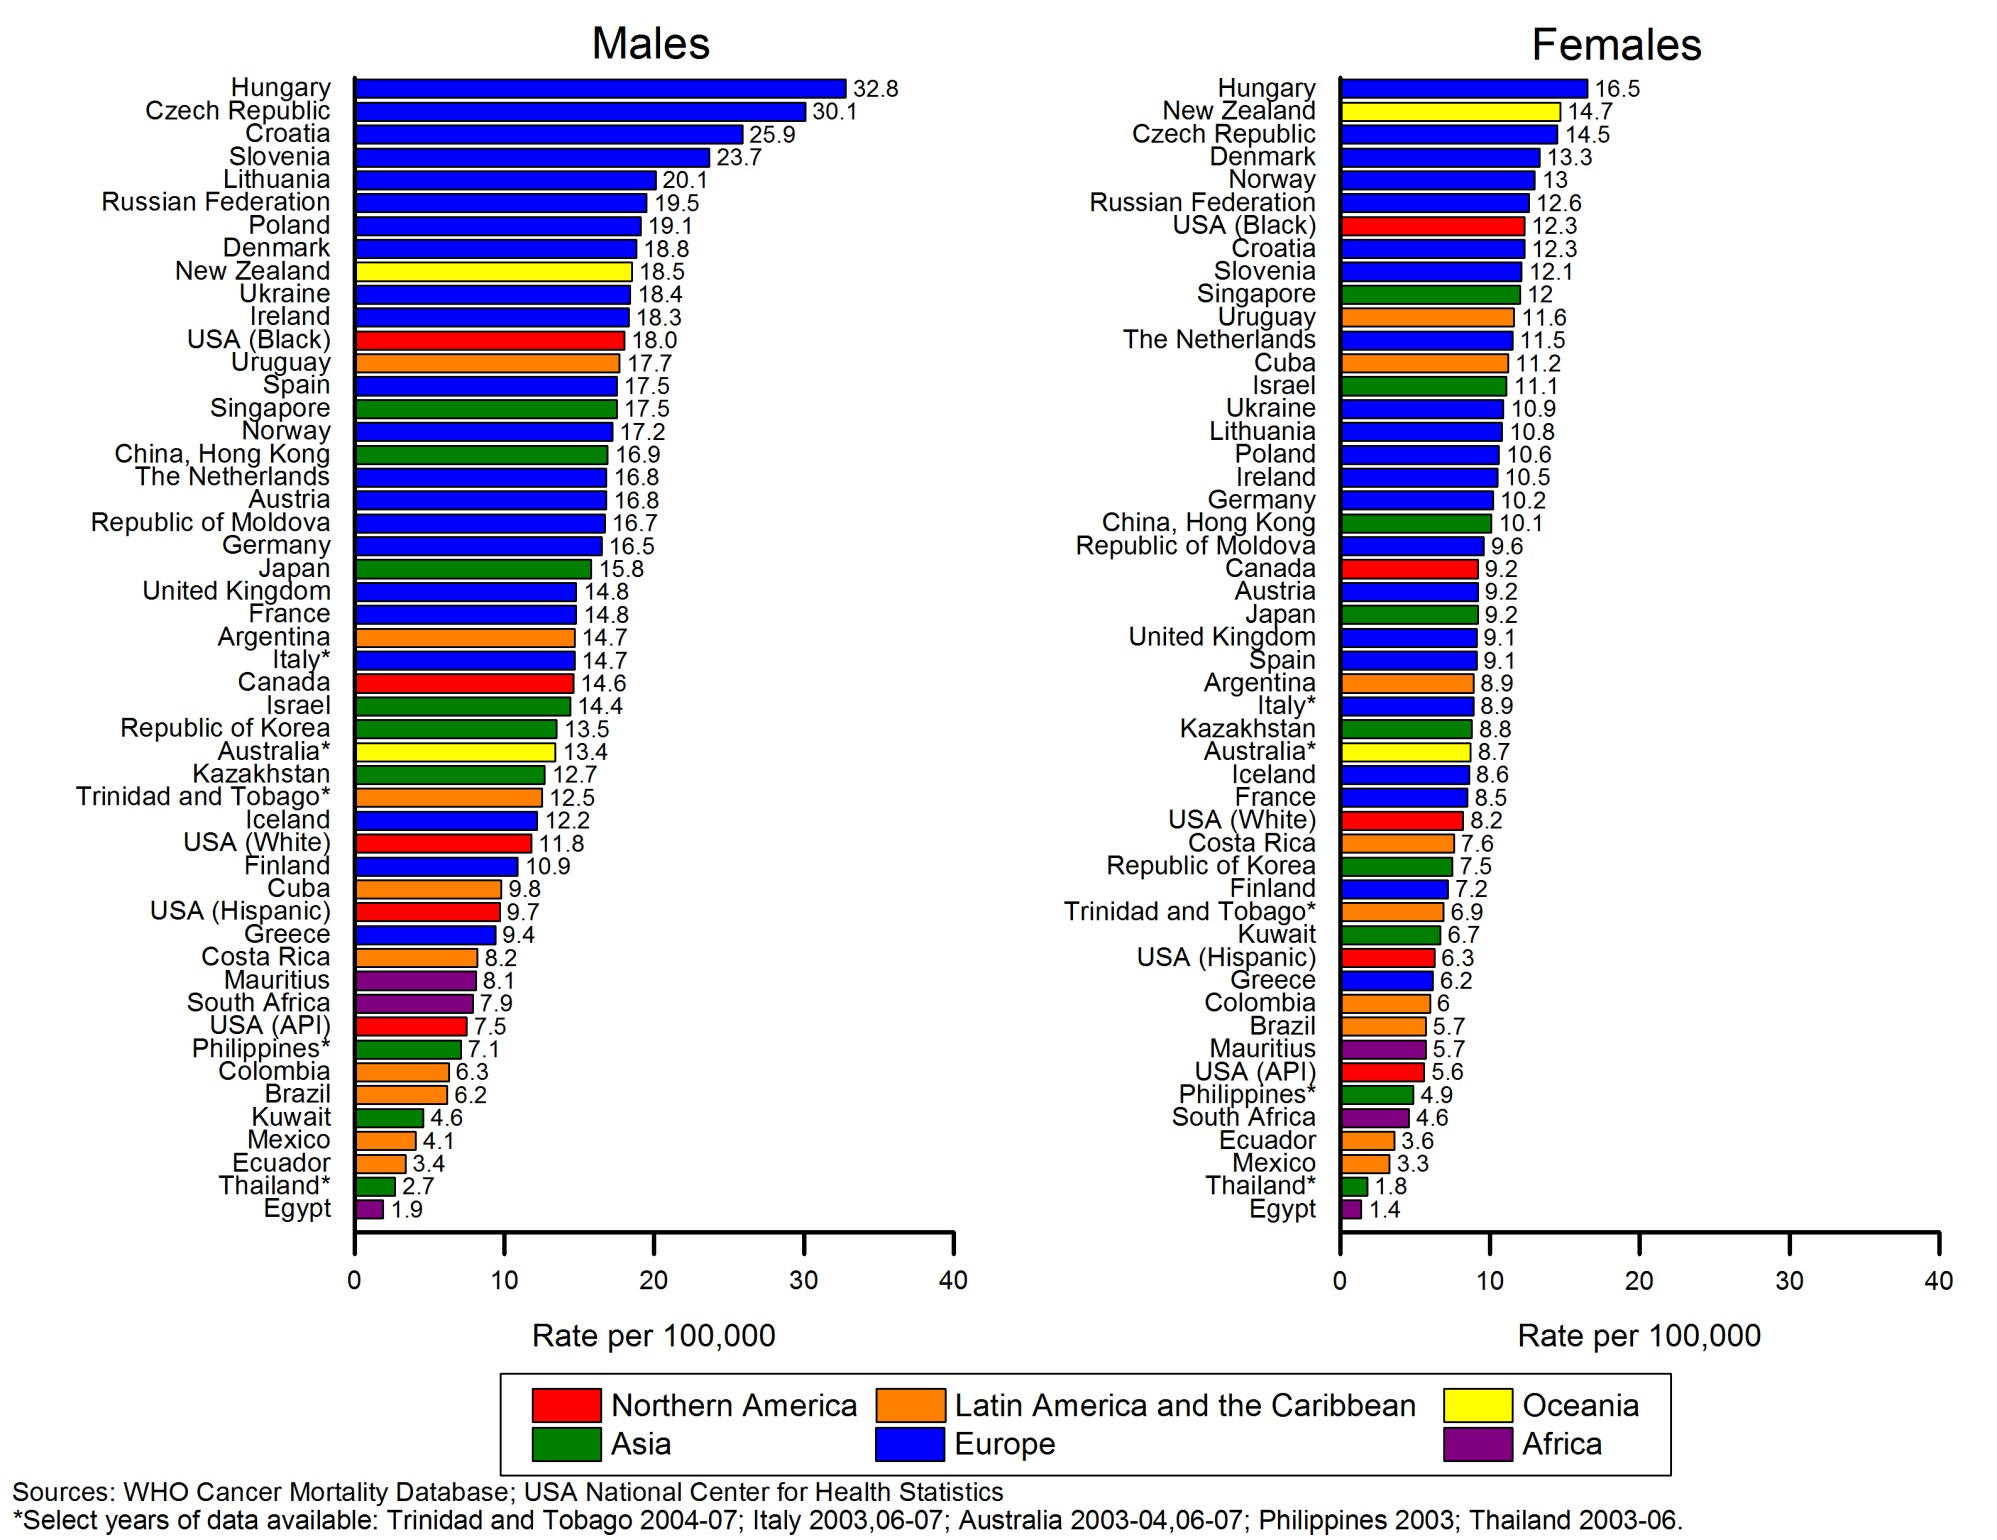 Males
Hungary 32.8
Czech Republic 30.1
Croatia 25.9
Slovenia 23.7
Lithuania 20.1
Russian Federation 19.5
Poland 19.1
Denmark 18.8
New Zealand 18.5
Ukraine 18.4
Ireland 18.3
USA (Black) 18.0
Uruguay 17.7
Spain 17.5
Singapore 17.5
Norway 17.2
China, Hong Kong 16.9
The Netherlands 16.8
Austria 16.8
Republic of Moldova 16.7
Germany 16.5
Japan 15.8
United Kingdom 14.8
France 14.8
Argentina 14.7
Italy* 14.7
Canada 14.6
Israel 14.4
Republic of Korea 13.5
Australia* 13.4
Kazakhstan 12.7
Trinidad and Tobago* 12.5
Iceland 12.2
USA (White) 11.8
Finland 10.9
Cuba 9.8
USA (Hispanic) 9.7
Greece 9.4
Costa Rica 8.2
Mauritius 8.1
South Africa 7.9
USA (API) 7.5
Philippines* 7.1
Colombia 6.3
Brazil 6.2
Kuwait 4.6
Mexico 4.1
Ecuador 3.4
Thailand* 2.7
Egypt 1.9
0 10 20 30 40
Rate per 100,000
Females
Hungary 16.5
New Zealand 14.7
Czech Republic 14.5
Denmark 13.3
Norway 13
Russian Federation 12.6
USA (Black) 12.3
Croatia 12.3
Slovenia 12.1
Singapore 12
Uruguay 11.6
The Netherlands 11.5
Cuba 11.2
Israel 11.1
Ukraine 10.9
Lithuania 10.8
Poland 10.6
Ireland 10.5
Germany 10.2
China, Hong Kong 10.1
Republic of Moldova 9.6
Canada 9.2
Austria 9.2
Japan 9.2
United Kingdom 9.1
Spain 9.1
Argentina 8.9
Italy* 8.9
Kazakhstan 8.8
Australia* 8.7
Iceland 8.6
France 8.5
USA (White) 8.2
Costa Rica 7.6
Republic of Korea 7.5
Finland 7.2
Trinidad and Tobago* 6.9
Kuwait 6.7
USA (Hispanic) 6.3
Greece 6.2
Colombia 6
Brazil 5.7
Mauritius 5.7
USA (API) 5.6
Philippines* 4.9
South Africa 4.6
Ecuador 3.6
Mexico 3.3
Thailand* 1.8
Egypt 1.4
0 10 20 30 40
Rate per 100,000
Northern America Latin America and the Caribbean Oceania
Asia Europe Africa
Sources: WHO Cancer Mortality Database; USA National Center for Health Statistics
*Select years of data available: Trinidad and Tobago 2004-07; Italy 2003,06-07; Australia 2003-04,06-07; Philippines 2003; Thailand 2003-06.